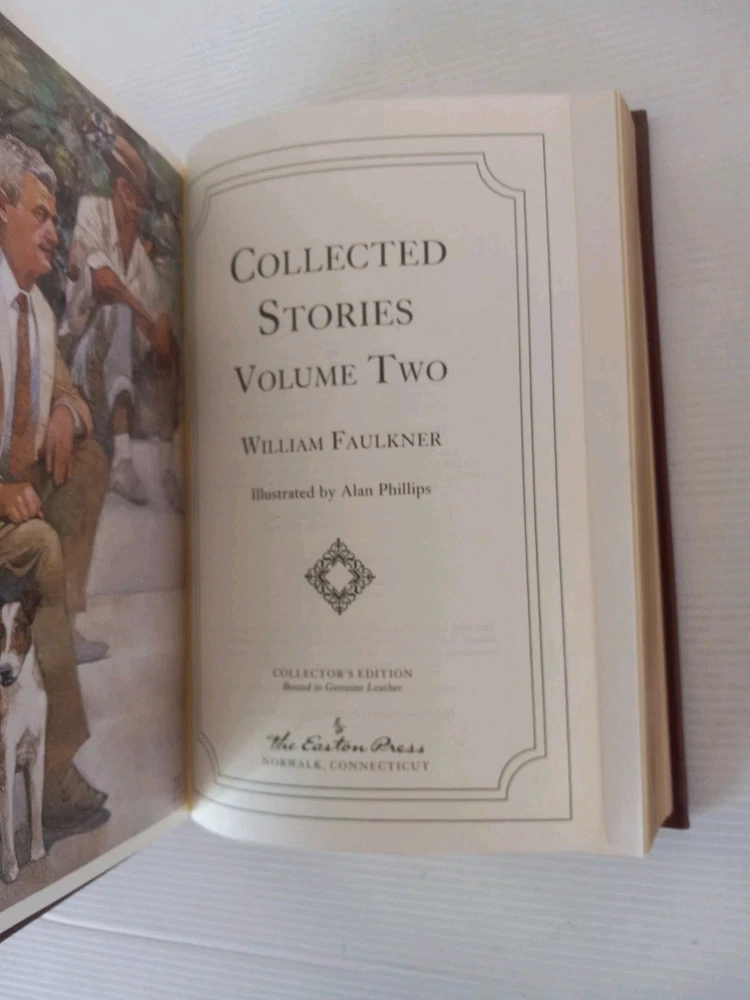 COLLECTED
STORIES
VOLUME TWO
WILLIAM FAULKNER
Illustrated by Alan Phillips
COLLECTOR'S EDITION
Bound in Genuine Leather
The Easton Press
NORWALK, CONNECTICUT